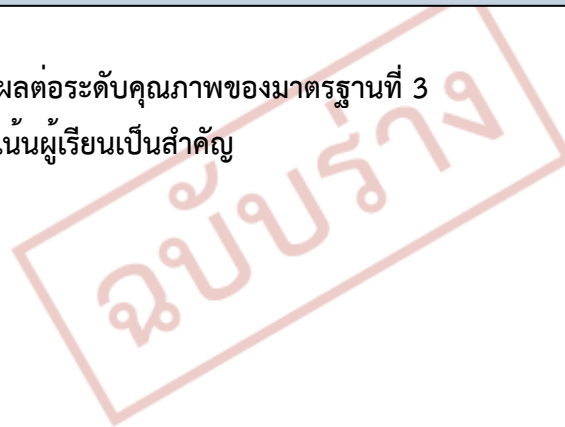 ผลต่อระดับคุณภาพของมาตรฐานที่ 3
เน้นผู้เรียนเป็นสำคัญ
ฉบับร่าง